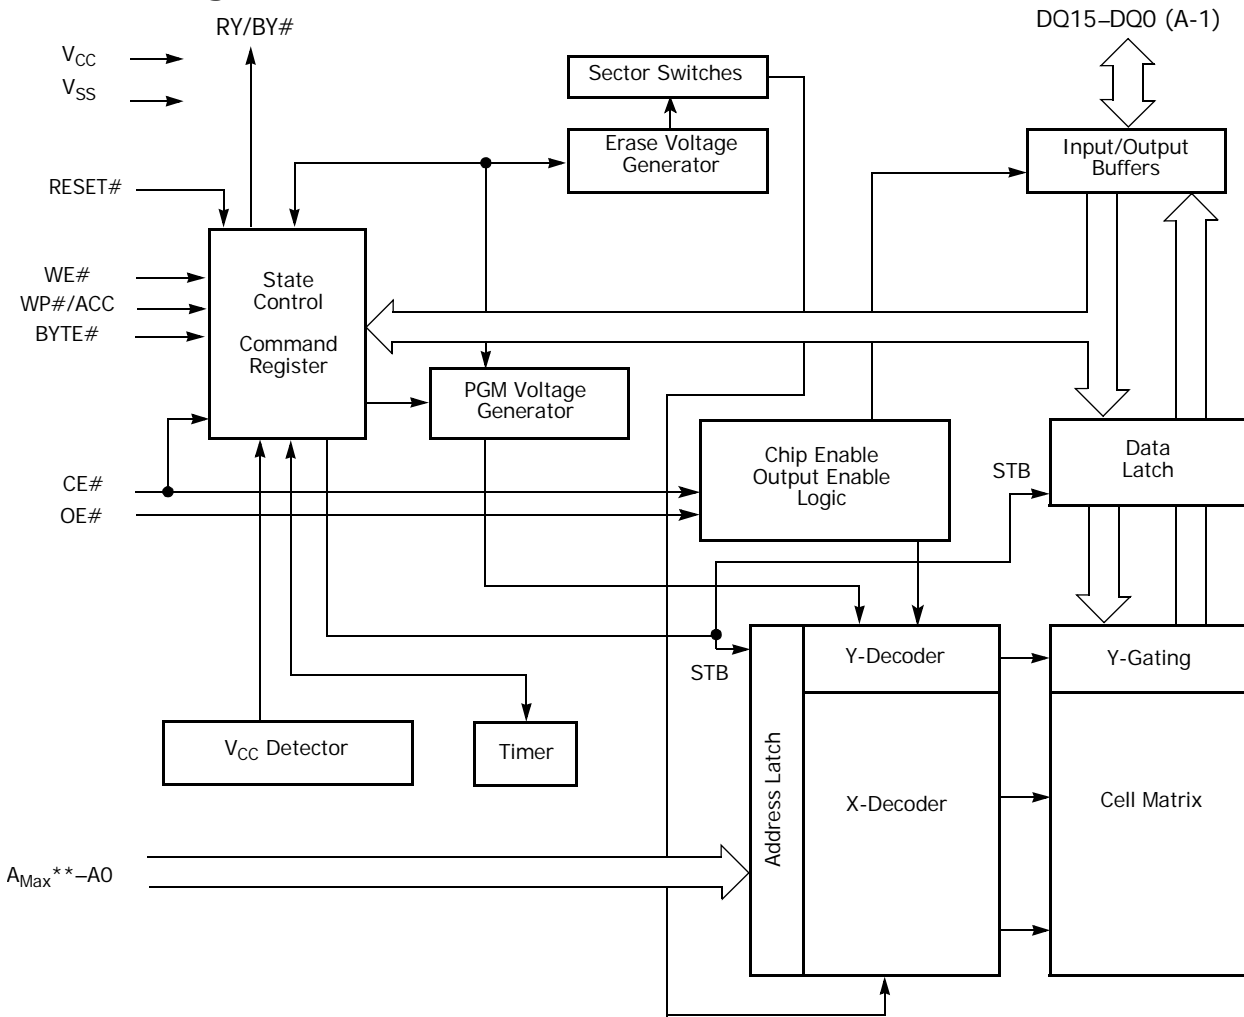 RY/BY#
DQ15–DQ0 (A-1)
VCC
VSS
Sector Switches
Erase Voltage
Generator
Input/Output
Buffers
RESET#
WE#
WP#/ACC
BYTE#
State
Control
Command
Register
PGM Voltage
Generator
Chip Enable
Output Enable
Logic
STB
Data
Latch
CE#
OE#
STB
Y-Decoder
Y-Gating
VCC Detector
Timer
Address Latch
X-Decoder
Cell Matrix
AMax**–A0